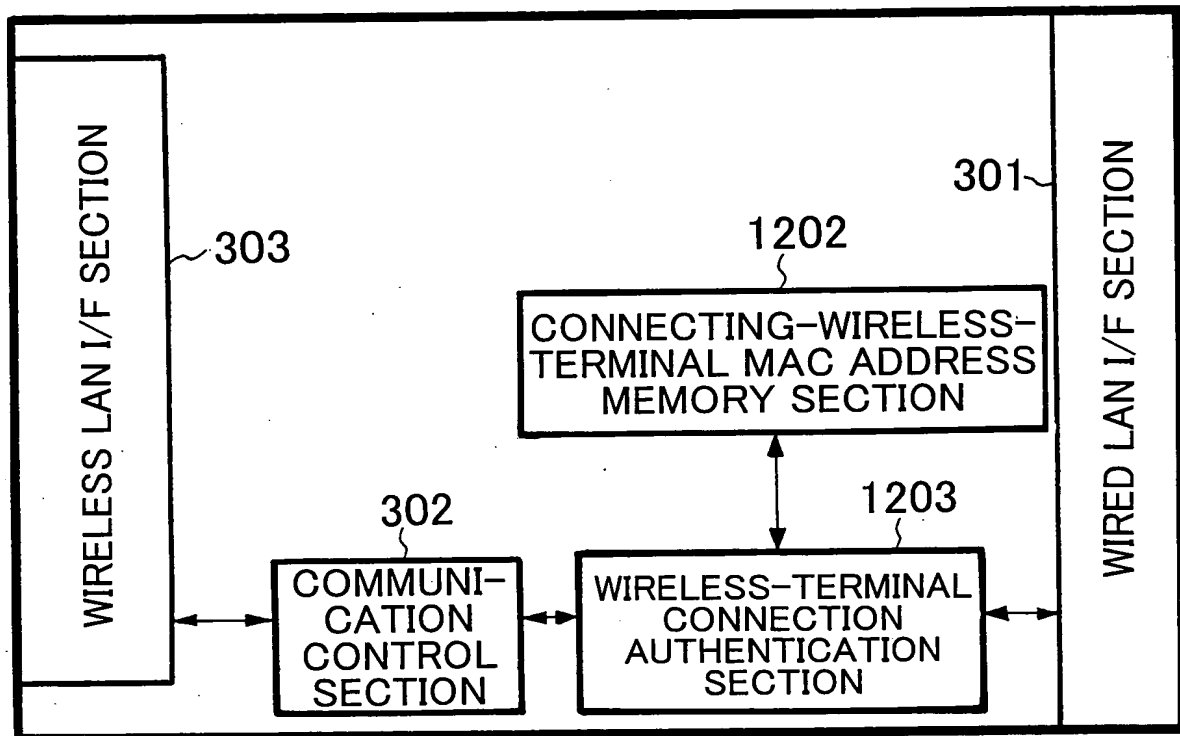 WIRELESS LAN I/F SECTION
303
301
WIRED LAN I/F SECTION
1202
CONNECTING-WIRELESS-
TERMINAL MAC ADDRESS
MEMORY SECTION
302
COMMUNI-
CATION
CONTROL
SECTION
1203
WIRELESS-TERMINAL
CONNECTION
AUTHENTICATION
SECTION